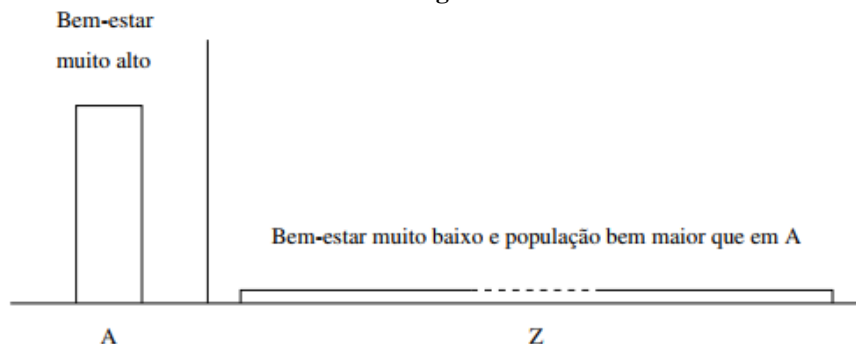 Bem-estar
muito alto
Bem-estar muito baixo e população bem maior que em A
A
Z